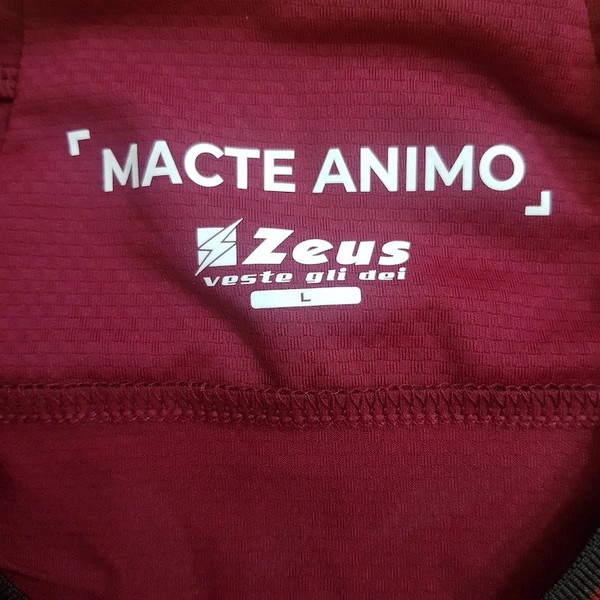 MACTE ANIMO
Zeus
veste gli dei
L